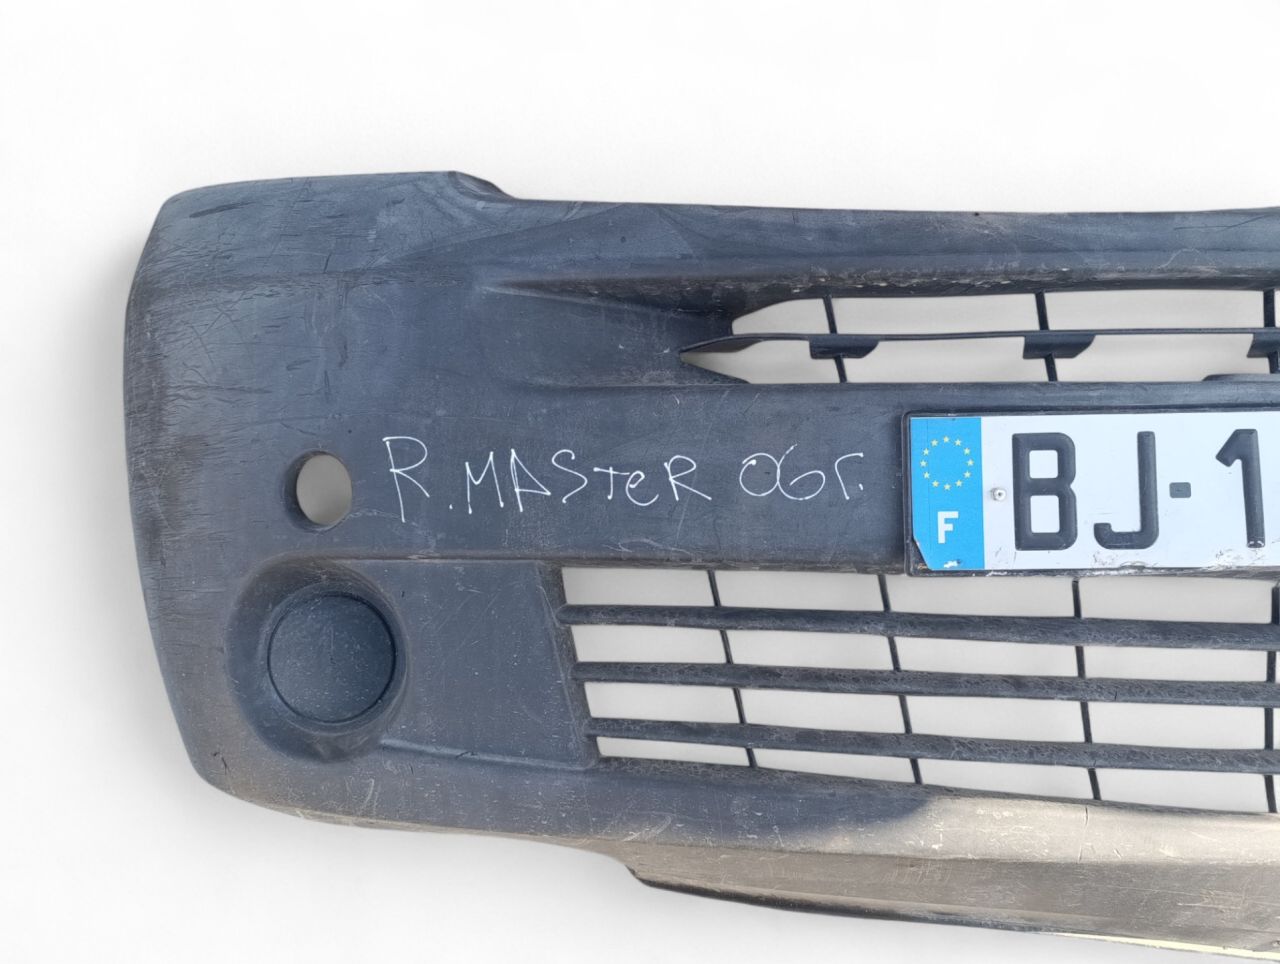 R. MASTER 06г.
BJ-1
F